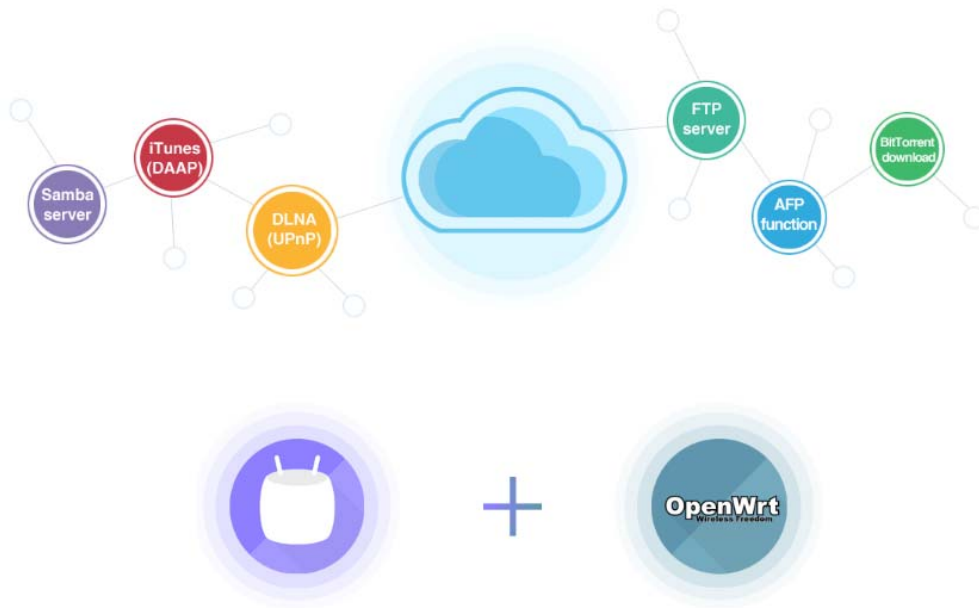 Samba
server
iTunes
(DAAP)
DLNA
(UPnP)
FTP
server
AFP
function
BitTorrent
download
OpenWrt
Wireless Freedom